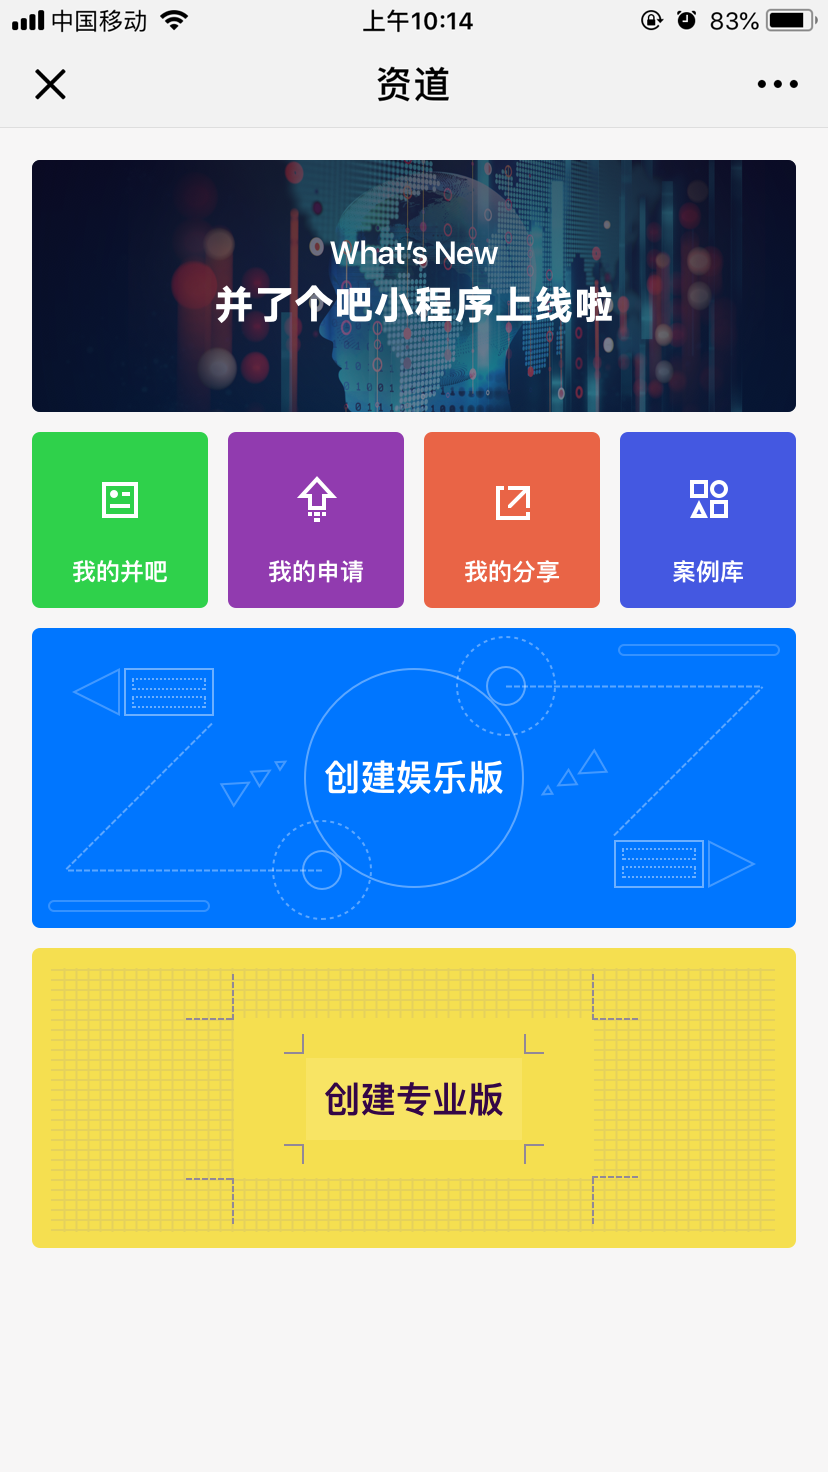 中国移动 上午10:14 83%
资道
What's New
并了个吧小程序上线啦
我的并吧 我的申请 我的分享 案例库
创建娱乐版
创建专业版